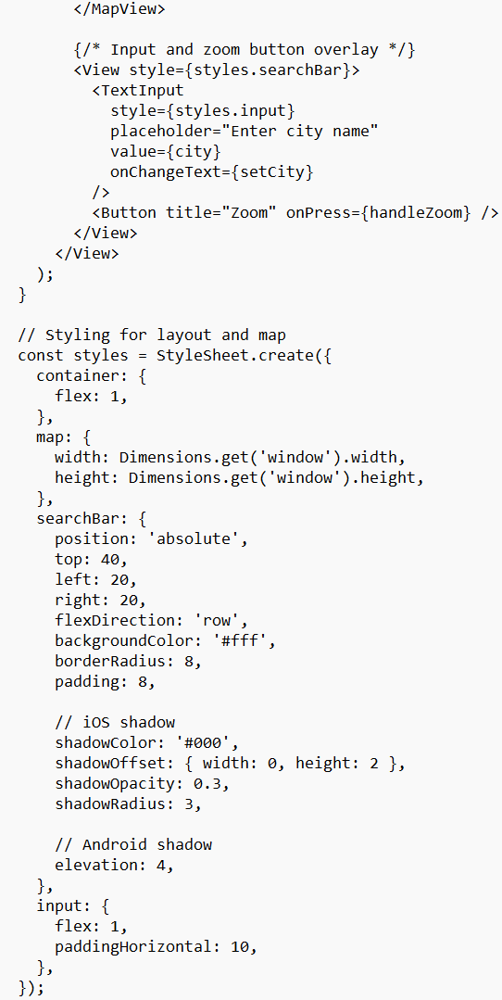 </MapView>

      {/* Input and zoom button overlay */}
      <View style={styles.searchBar}>
        <TextInput
          style={styles.input}
          placeholder="Enter city name"
          value={city}
          onChangeText={setCity}
        />
        <Button title="Zoom" onPress={handleZoom} />
      </View>
    </View>
  );
}

// Styling for layout and map
const styles = StyleSheet.create({
  container: {
    flex: 1,
  },
  map: {
    width: Dimensions.get('window').width,
    height: Dimensions.get('window').height,
  },
  searchBar: {
    position: 'absolute',
    top: 40,
    left: 20,
    right: 20,
    flexDirection: 'row',
    backgroundColor: '#fff',
    borderRadius: 8,
    padding: 8,

    // iOS shadow
    shadowColor: '#000',
    shadowOffset: { width: 0, height: 2 },
    shadowOpacity: 0.3,
    shadowRadius: 3,

    // Android shadow
    elevation: 4,
  },
  input: {
    flex: 1,
    paddingHorizontal: 10,
  },
});